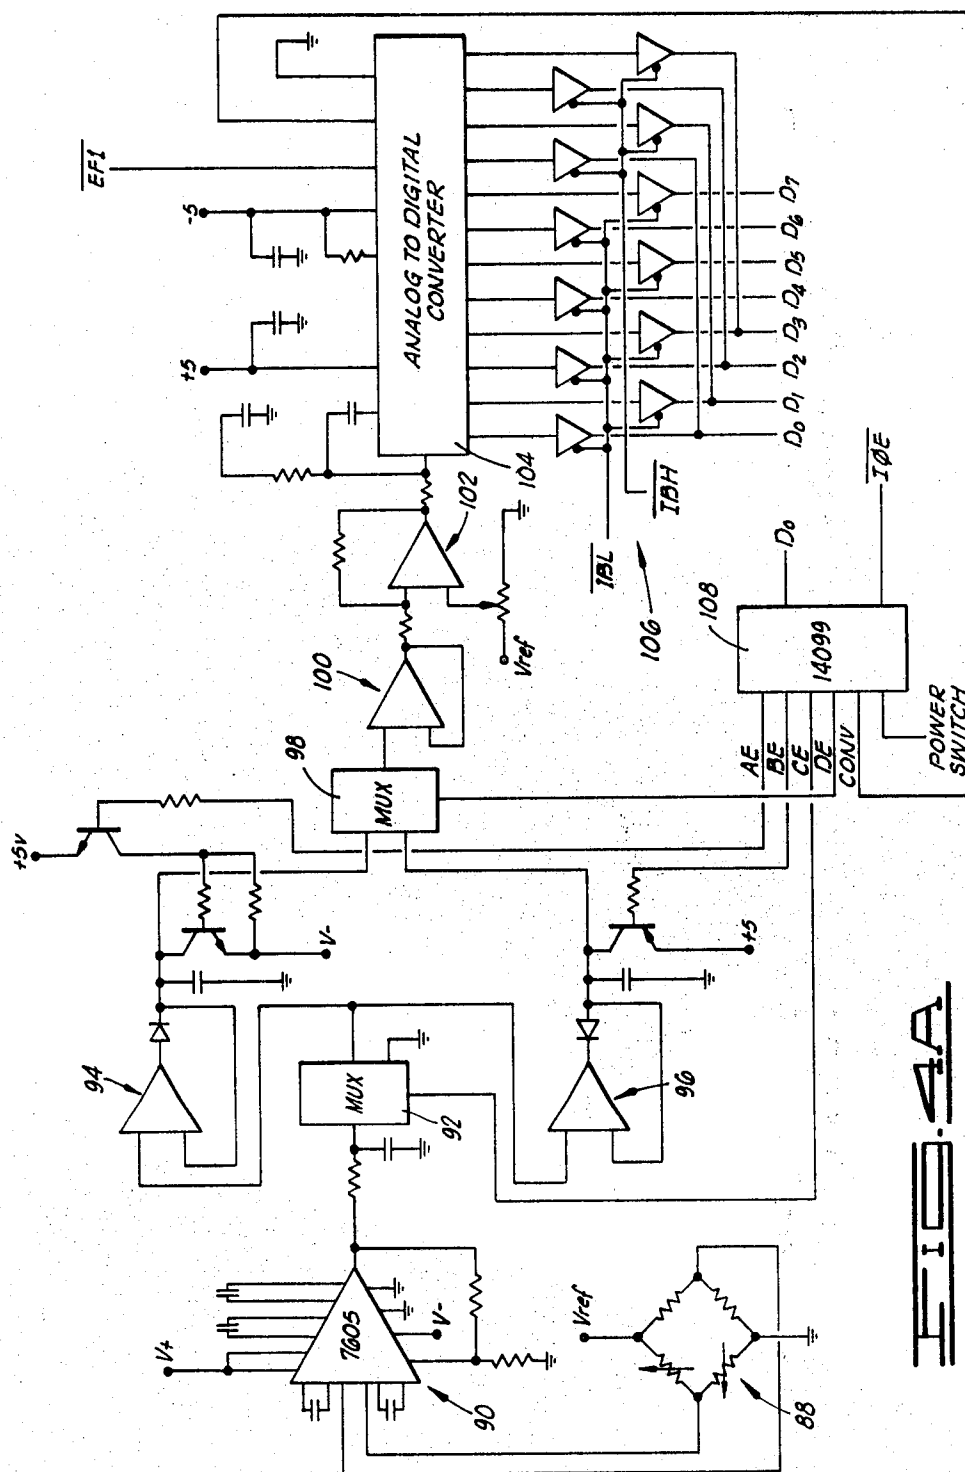 V+
7605
90
V-
Vref
88
94
MUX
92
96
V-
+5V
+5
98
MUX
100
Vref
102
104
ANALOG TO DIGITAL
CONVERTER
+5
-5
EF1
IBL
IBH
106
D0 D1 D2 D3 D4 D5 D6 D7
AE
BE
CE
DE
CONV
POWER
SWITCH
14099
108
D0
IØE
FIG. 4A